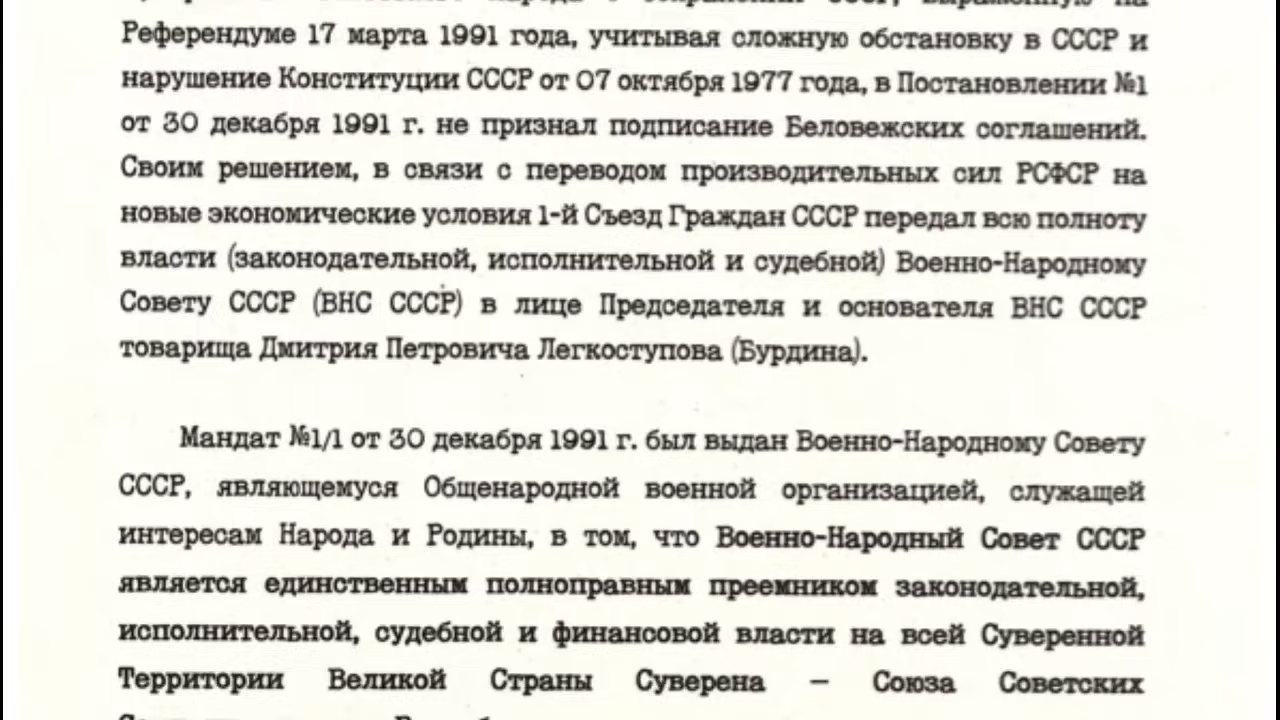 Референдуме 17 марта 1991 года, учитывая сложную обстановку в СССР и
нарушение Конституции СССР от 07 октября 1977 года, в Постановлении №1
от 30 декабря 1991 г. не признал подписание Беловежских соглашений.
Своим решением, в связи с переводом производительных сил РСФСР на
новые экономические условия 1-й Съезд Граждан СССР передал всю полноту
власти (законодательной, исполнительной и судебной) Военно-Народному
Совету СССР (ВНС СССР) в лице Председателя и основателя ВНС СССР
товарища Дмитрия Петровича Легкоступова (Бурдина).
Мандат №1/1 от 30 декабря 1991 г. был выдан Военно-Народному Совету
СССР, являющемуся Общенародной военной организацией, служащей
интересам Народа и Родины, в том, что Военно-Народный Совет СССР
является единственным полноправным преемником законодательной,
исполнительной, судебной и финансовой власти на всей Суверенной
Территории Великой Страны Суверена – Союза Советских